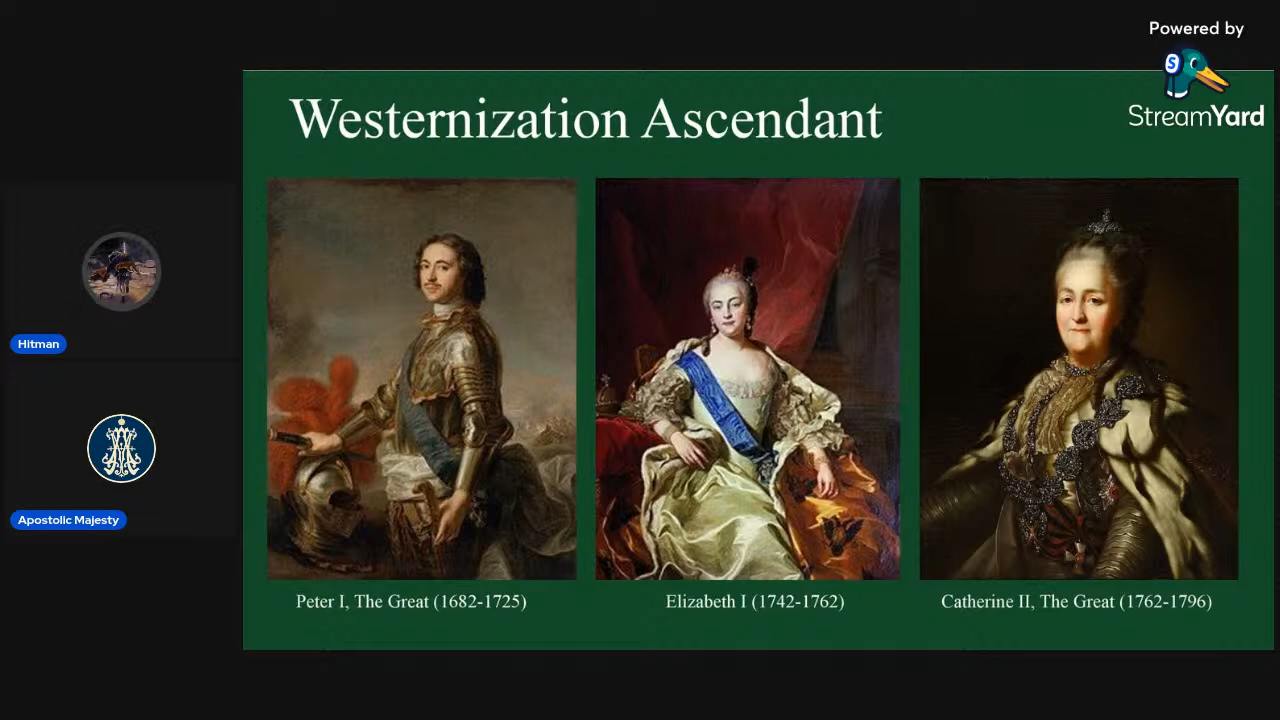 Powered by
S
StreamYard
Westernization Ascendant
Hitman
Apostolic Majesty
Peter I, The Great (1682-1725)
Elizabeth I (1742-1762)
Catherine II, The Great (1762-1796)